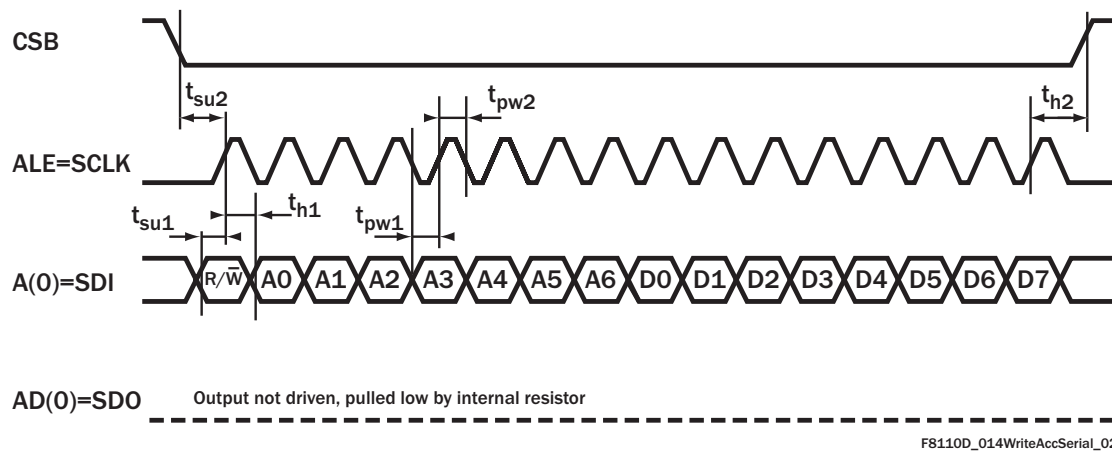 CSB
tsu2
tpw2
th2
ALE=SCLK
tsu1
th1
tpw1
A(0)=SDI
R/W̅ A0 A1 A2 A3 A4 A5 A6 D0 D1 D2 D3 D4 D5 D6 D7
AD(0)=SDO
Output not driven, pulled low by internal resistor
F8110D_014WriteAccSerial_02